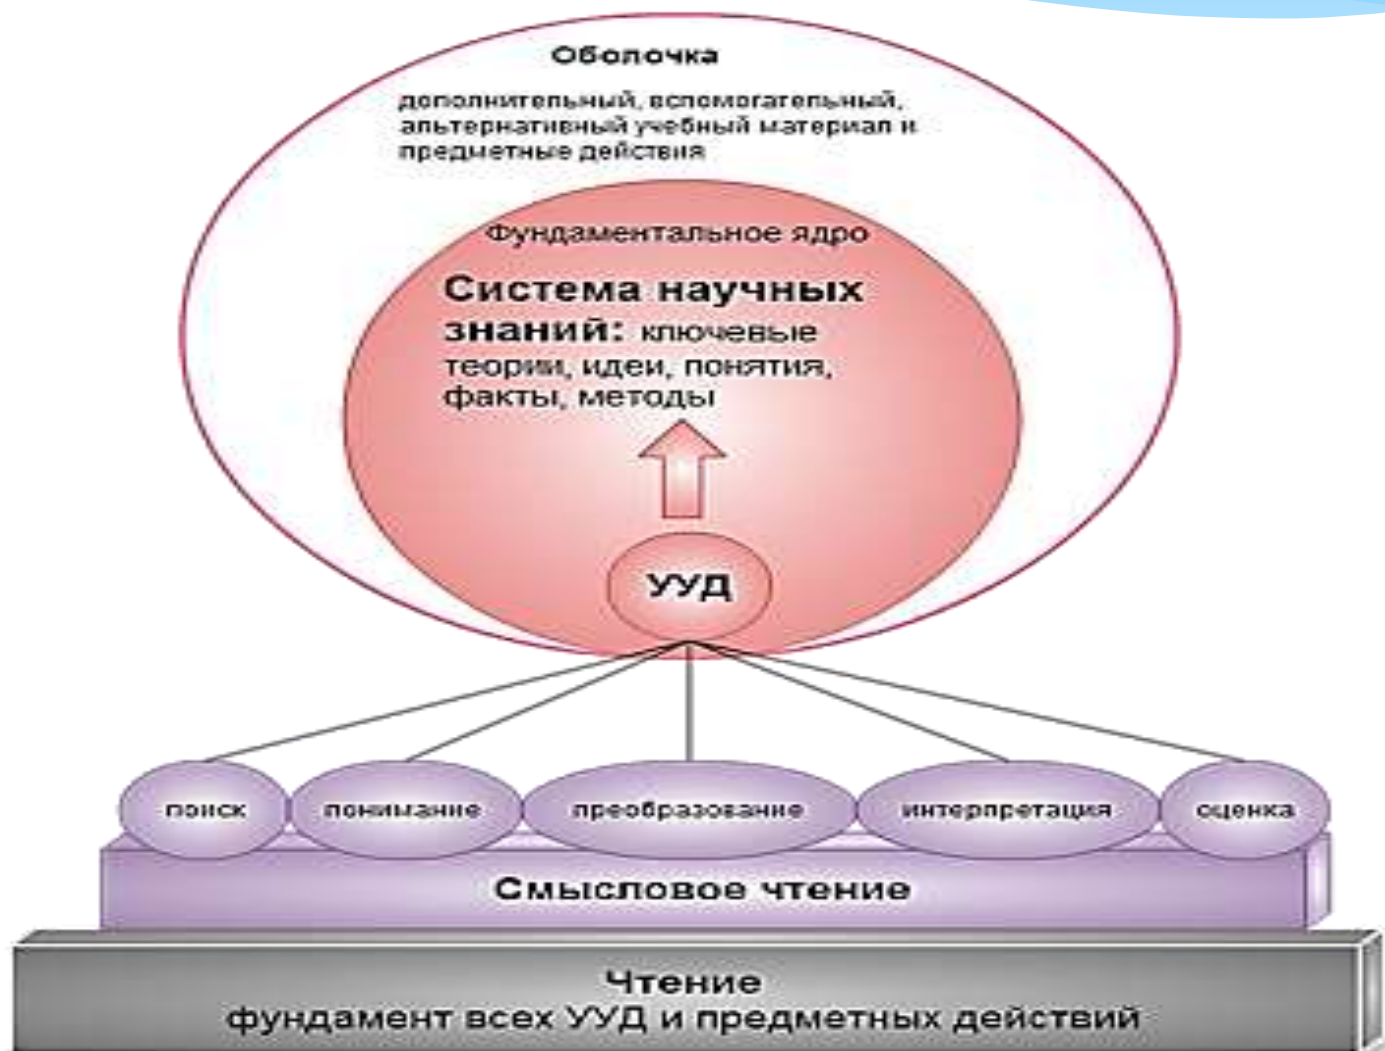 Оболочка
дополнительный, вспомогательный,
альтернативный учебный материал и
предметные действия
Фундаментальное ядро
Система научных
знаний: ключевые
теории, идеи, понятия,
факты, методы
УУД
поиск понимание преобразование интерпретация оценка
Смысловое чтение
Чтение
фундамент всех УУД и предметных действий